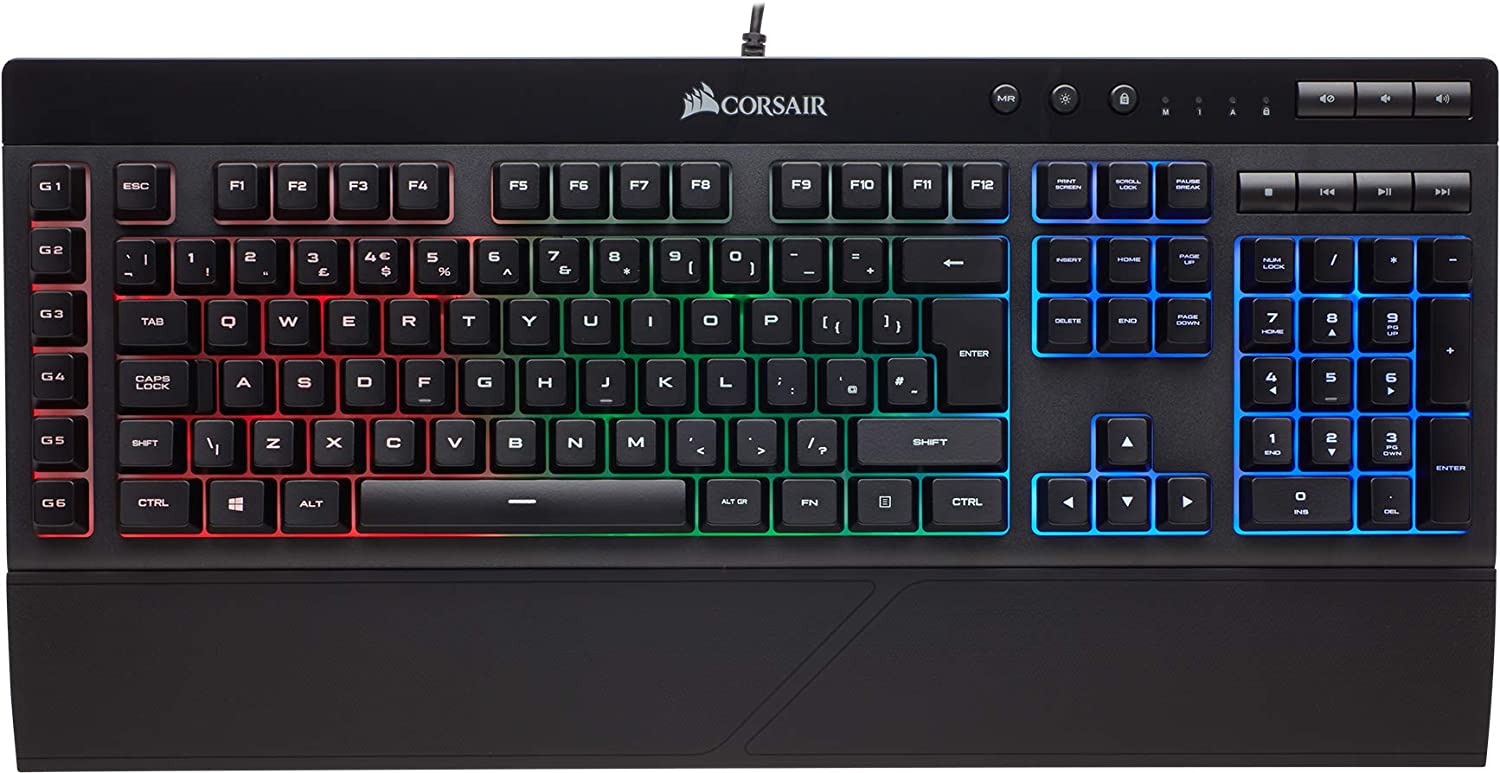 CORSAIR
MR
M 1 A
G1 ESC F1 F2 F3 F4 F5 F6 F7 F8 F9 F10 F11 F12 PRINT SCREEN SCROLL LOCK PAUSE BREAK
G2 ` ¬ | 1 ! 2 " 3 £ 4 € $ 5 % 6 ^ 7 & 8 * 9 ( 0 ) - _ = + ← INSERT HOME PAGE UP NUM LOCK / * -
G3 TAB Q W E R T Y U I O P [ { ] } ENTER DELETE END PAGE DOWN 7 HOME 8 ▲ 9 PG UP +
G4 CAPS LOCK A S D F G H J K L ; : ' @ # ~ 4 ◀ 5 6 ▶
G5 SHIFT \ | Z X C V B N M , < . > / ? SHIFT ▲ 1 END 2 ▼ 3 PG DWN ENTER
G6 CTRL ALT ALT GR FN CTRL ◀ ▼ ▶ 0 INS . DEL